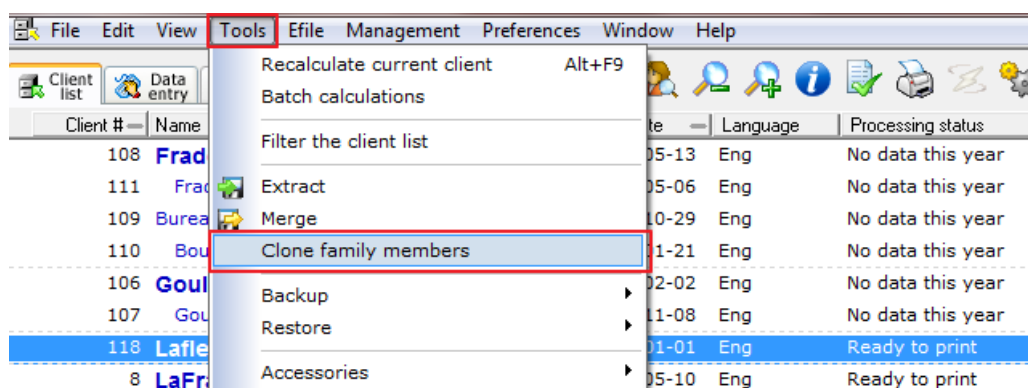 File Edit View Tools Efile Management Preferences Window Help
Client list Data entry
Recalculate current client Alt+F9
Batch calculations
Filter the client list
Extract
Merge
Clone family members
Backup
Restore
Accessories
Client # Name te Language Processing status
108 Frad 05-13 Eng No data this year
111 Frad 05-06 Eng No data this year
109 Burea 10-29 Eng No data this year
110 Bou 01-21 Eng No data this year
106 Goul 02-02 Eng No data this year
107 Gou 11-08 Eng No data this year
118 Lafle 01-01 Eng Ready to print
8 LaFra 05-10 Eng Ready to print